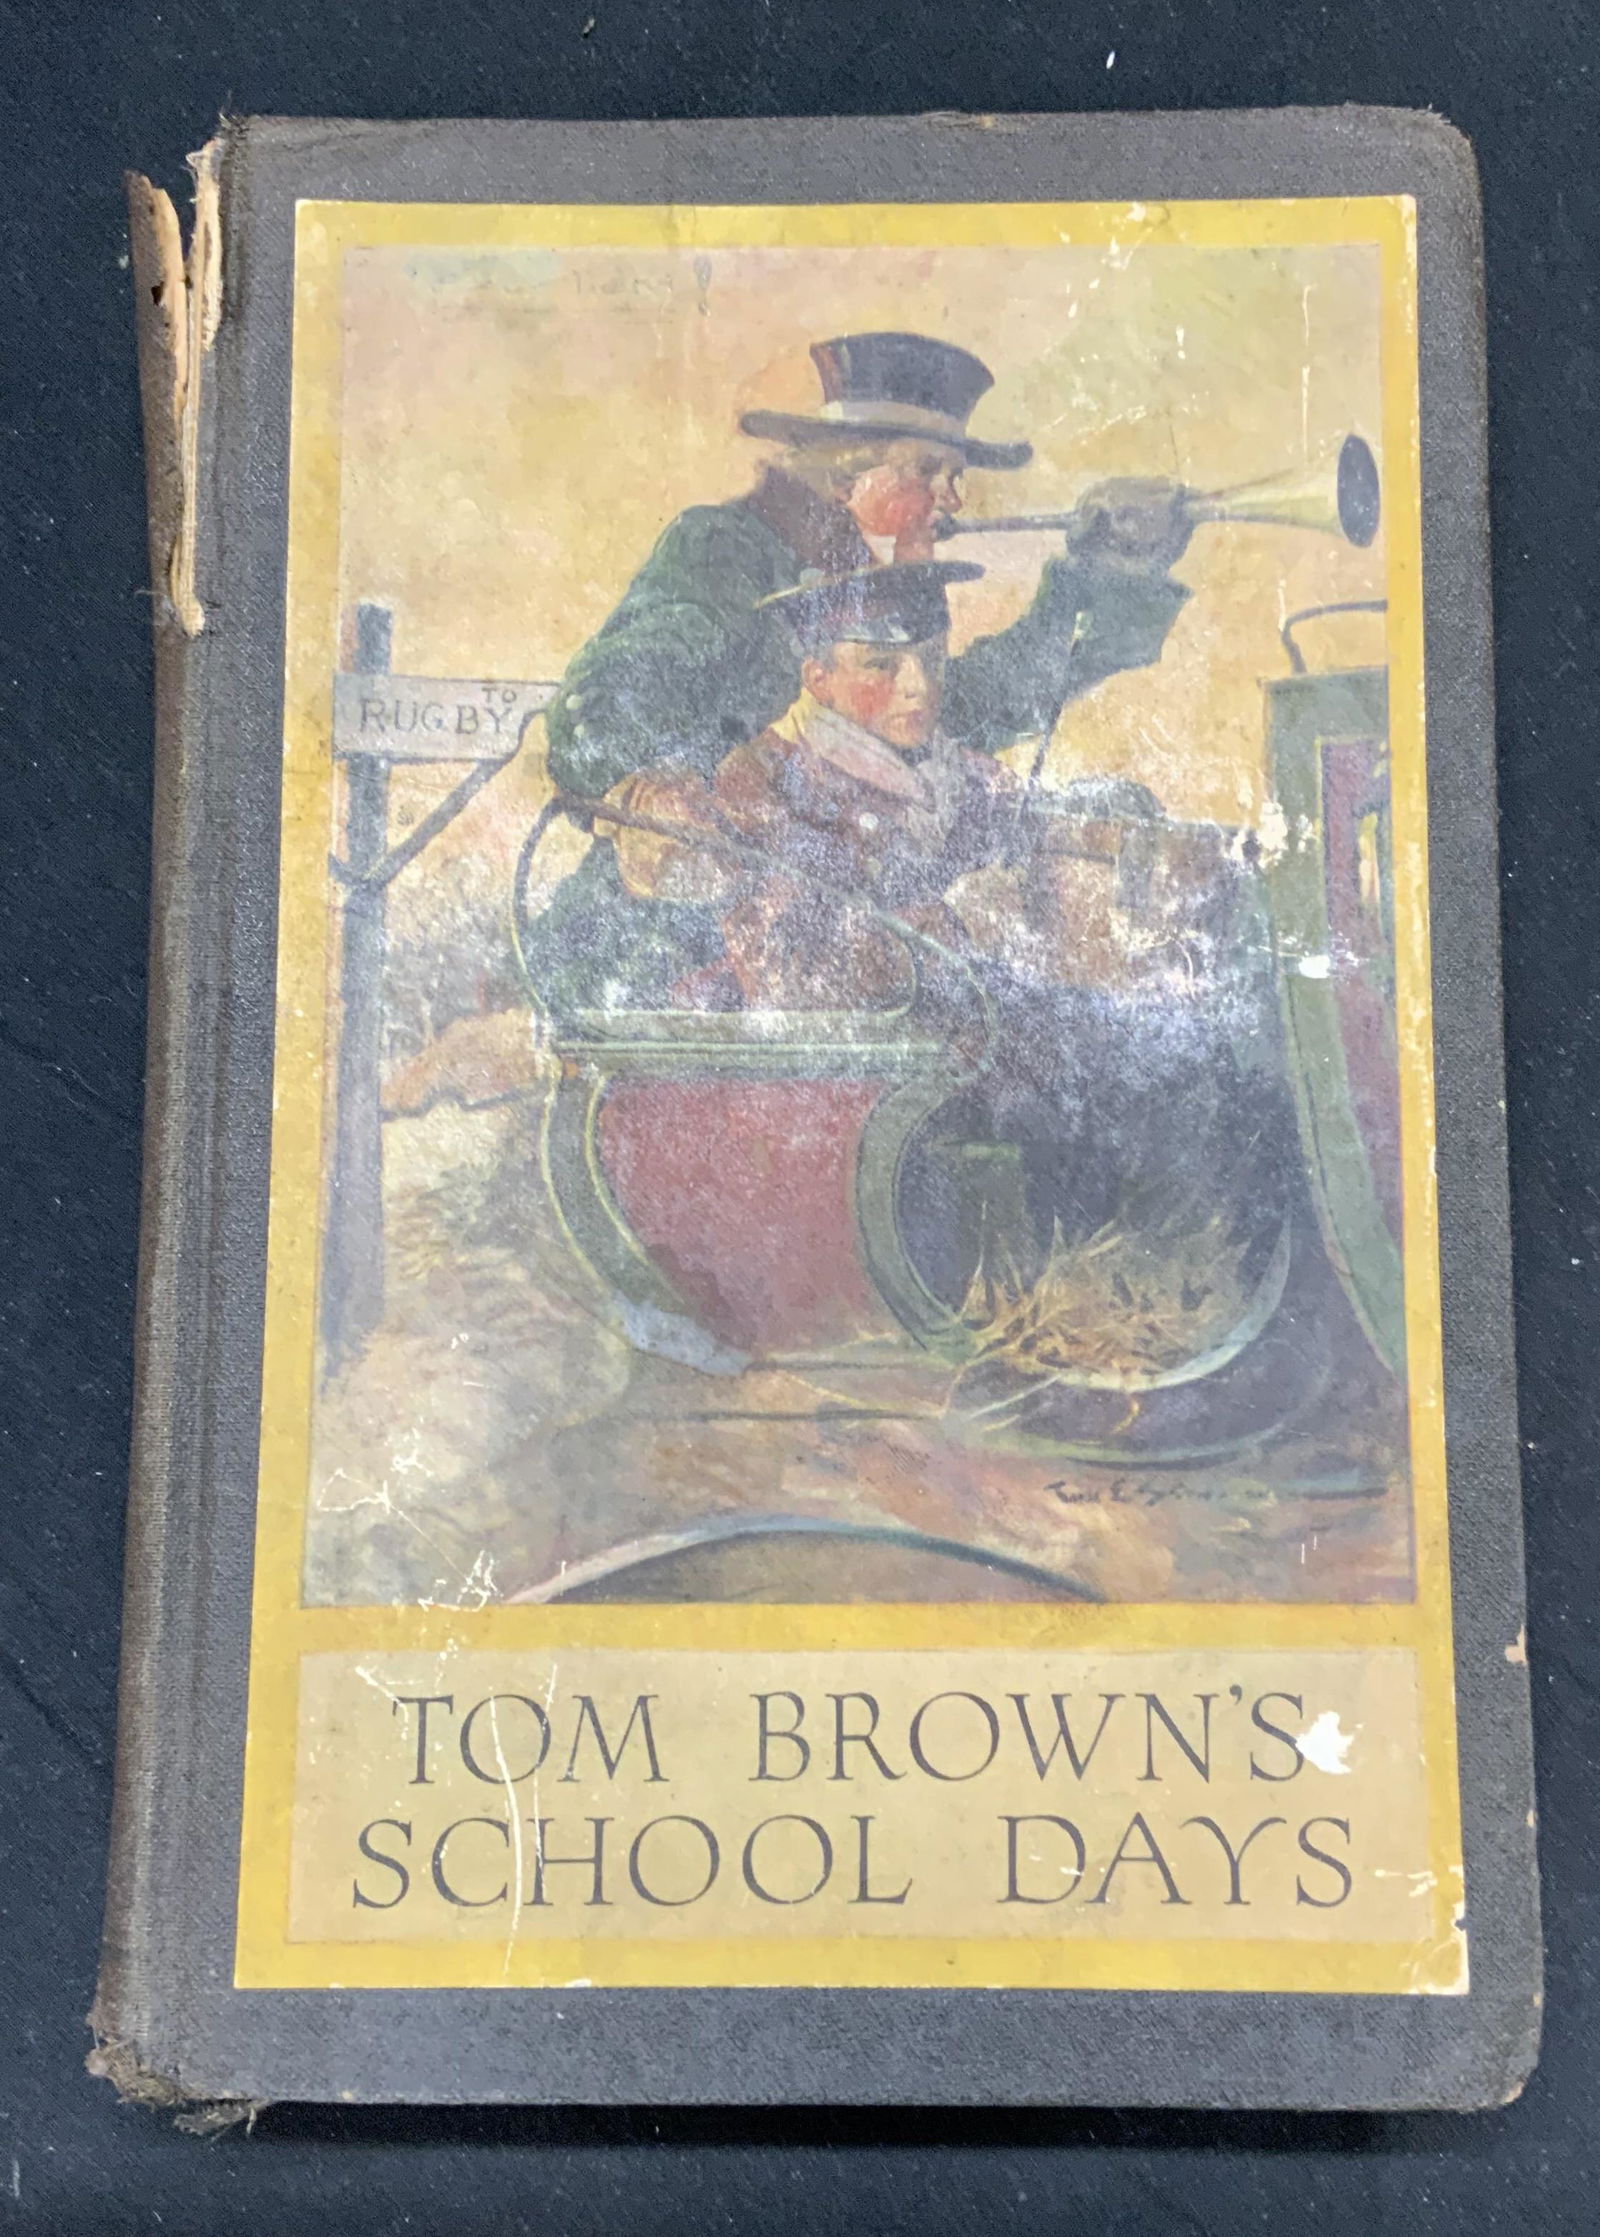 TO
RUGBY
TOM BROWN'S
SCHOOL DAYS